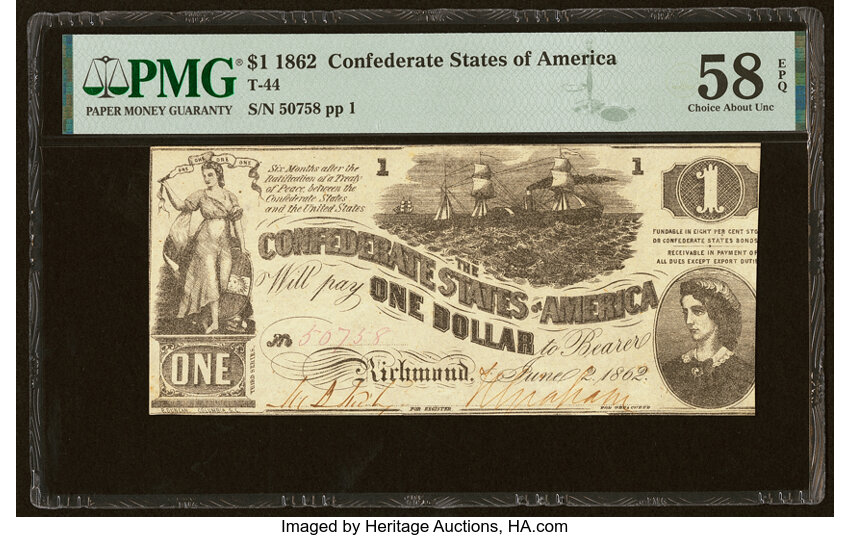 PMG®
PAPER MONEY GUARANTY
$1 1862 Confederate States of America
T-44
S/N 50758 pp 1
58
EPQ
Choice About Unc
ONE ONE ONE
Six Months after the
Ratification of a Treaty
of Peace, between the
Confederate States
and the United States
1
1
1
FUNDABLE IN EIGHT PER CENT STO
OR CONFEDERATE STATES BONDS
RECEIVABLE IN PAYMENT OF
ALL DUES EXCEPT EXPORT DUTI
THE
CONFEDERATE STATES OF AMERICA
Will pay ONE DOLLAR to Bearer
No 50758
ONE
THIRD SERIES
Richmond, June 2, 1862.
FOR REGISTER
FOR TREASURER
COLUMBIA, S.C.
Imaged by Heritage Auctions, HA.com